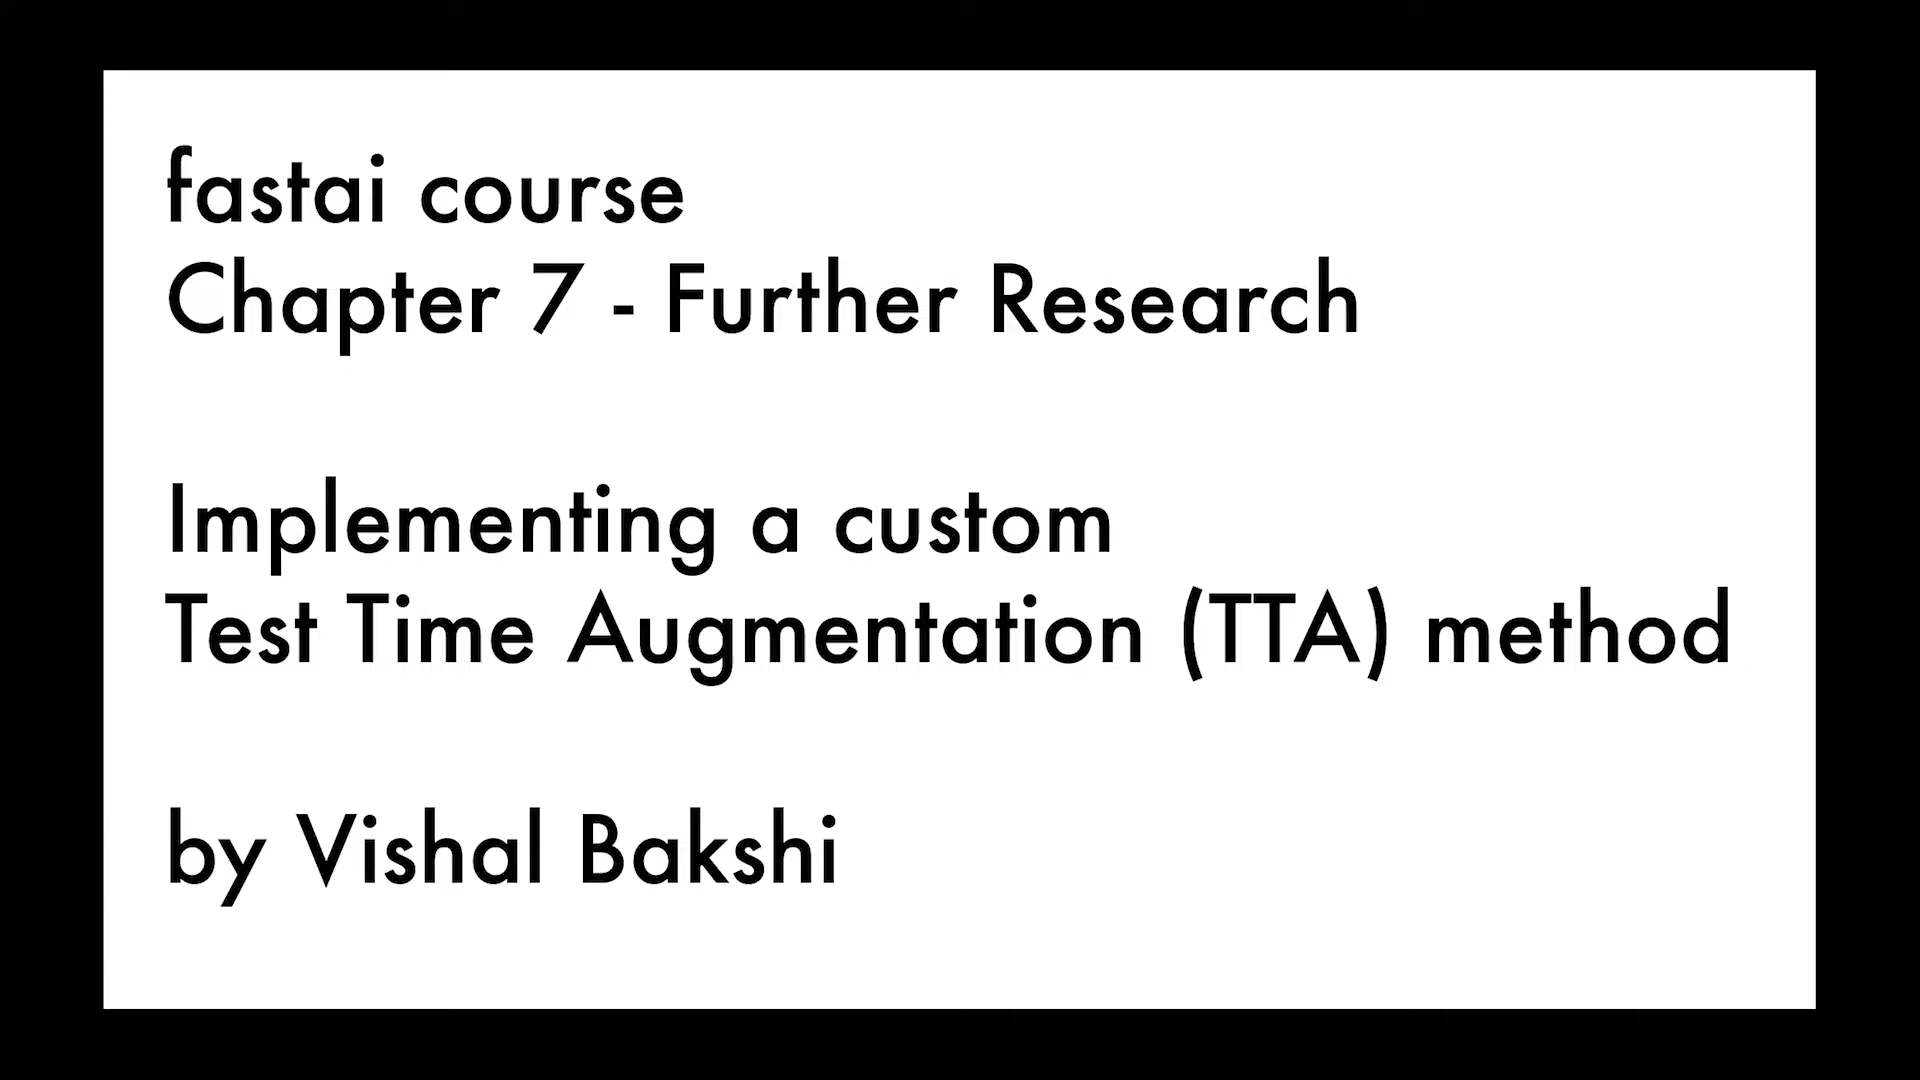 fastai course
Chapter 7 - Further Research
Implementing a custom
Test Time Augmentation (TTA) method
by Vishal Bakshi